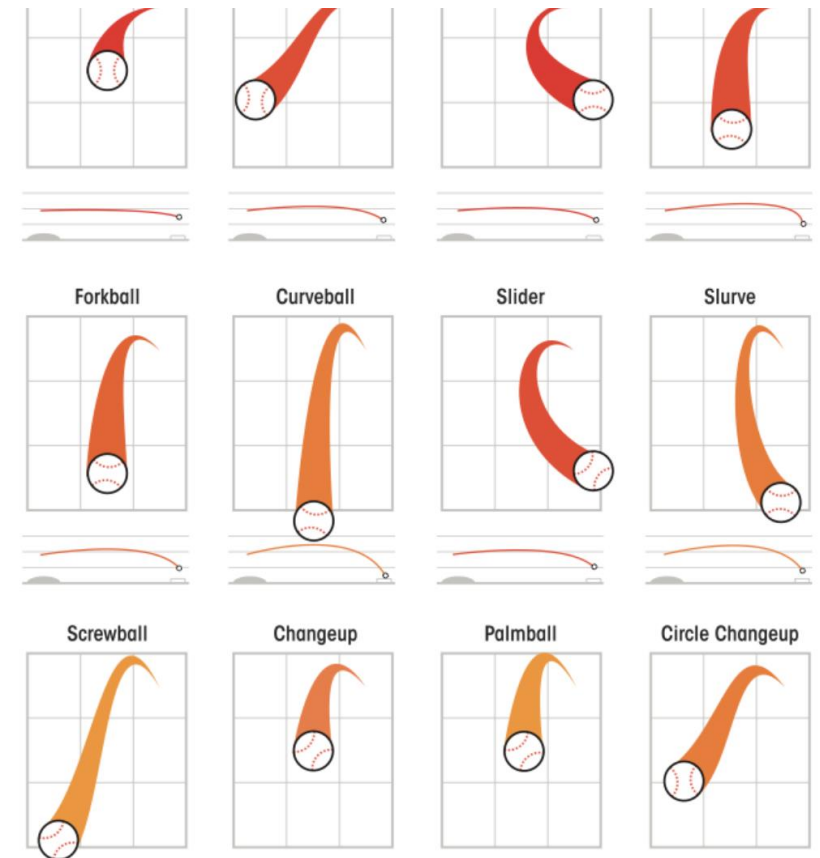 Forkball
Curveball
Slider
Slurve
Screwball
Changeup
Palmball
Circle Changeup